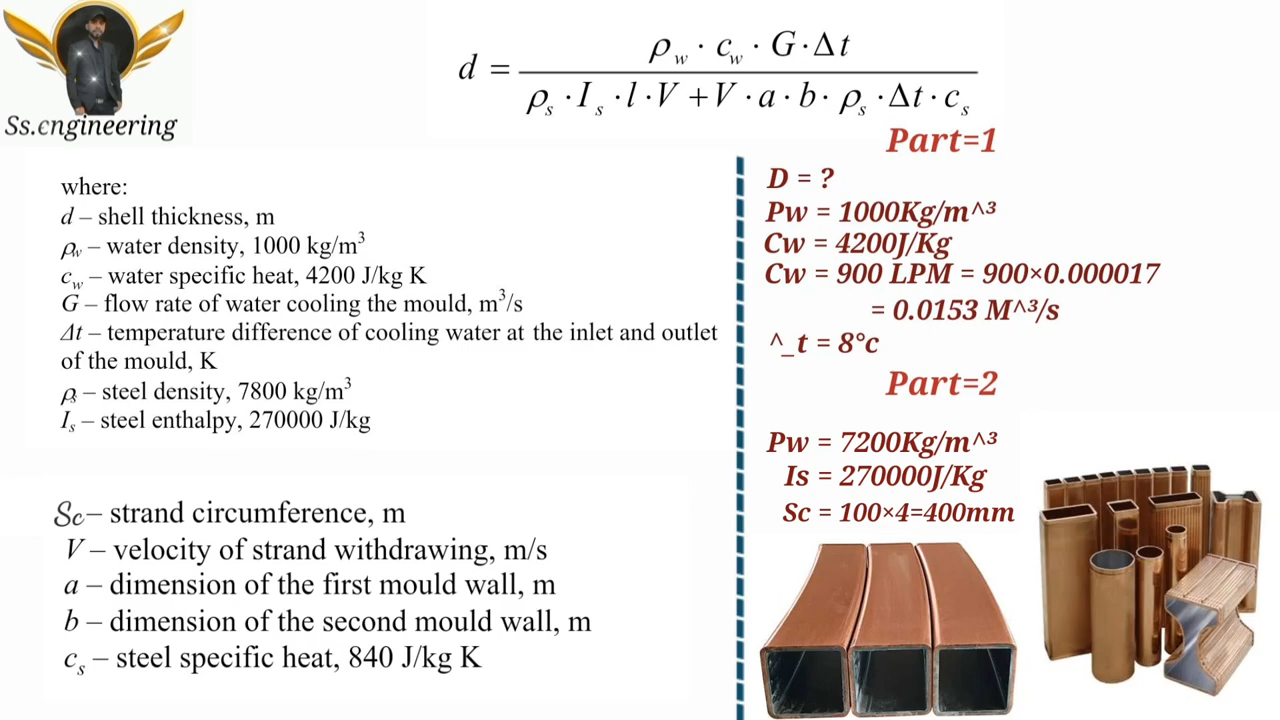 Ss.engineering
d = ρw · cw · G · Δt / ρs · Is · l · V + V · a · b · ρs · Δt · cs
where:
d – shell thickness, m
ρw – water density, 1000 kg/m³
cw – water specific heat, 4200 J/kg K
G – flow rate of water cooling the mould, m³/s
Δt – temperature difference of cooling water at the inlet and outlet
of the mould, K
ρs – steel density, 7800 kg/m³
Is – steel enthalpy, 270000 J/kg
Sc – strand circumference, m
V – velocity of strand withdrawing, m/s
a – dimension of the first mould wall, m
b – dimension of the second mould wall, m
cs – steel specific heat, 840 J/kg K
Part=1
D = ?
Pw = 1000Kg/m^³
Cw = 4200J/Kg
Cw = 900 LPM = 900×0.000017
= 0.0153 M^³/s
^_t = 8°c
Part=2
Pw = 7200Kg/m^³
Is = 270000J/Kg
Sc = 100×4=400mm